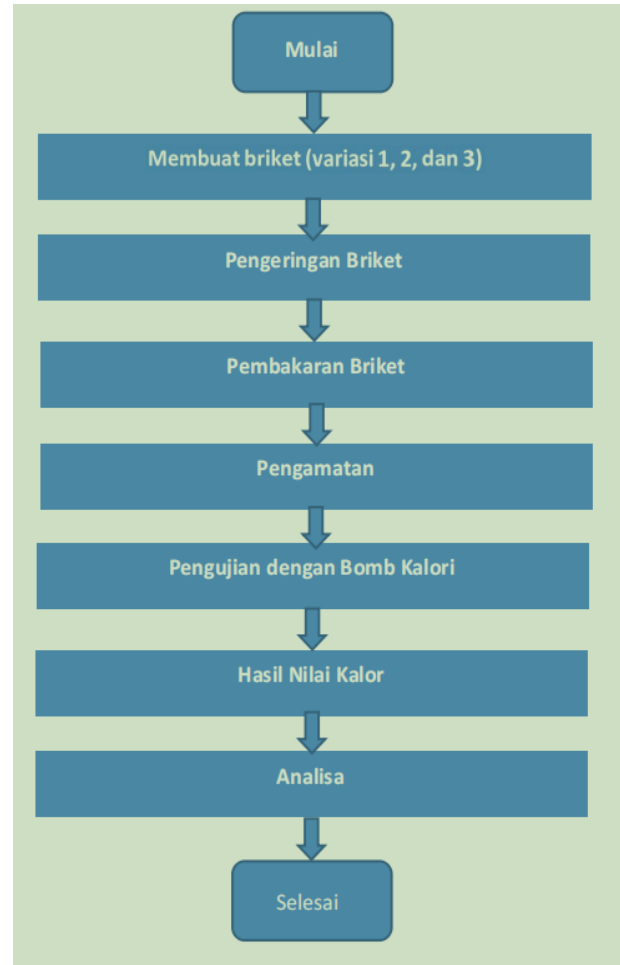 Mulai
Membuat briket (variasi 1, 2, dan 3)
Pengeringan Briket
Pembakaran Briket
Pengamatan
Pengujian dengan Bomb Kalori
Hasil Nilai Kalor
Analisa
Selesai